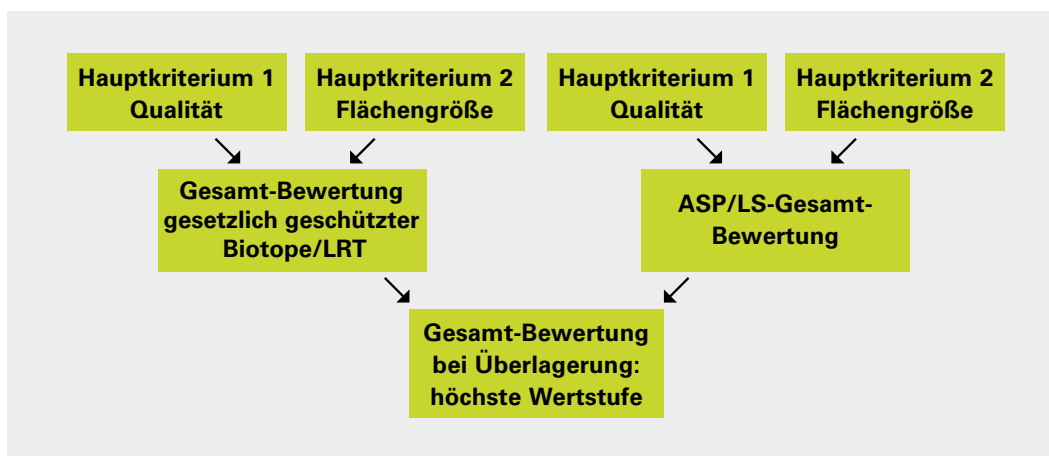 Hauptkriterium 1
Qualität
Hauptkriterium 2
Flächengröße
Hauptkriterium 1
Qualität
Hauptkriterium 2
Flächengröße
Gesamt-Bewertung
gesetzlich geschützter
Biotope/LRT
ASP/LS-Gesamt-
Bewertung
Gesamt-Bewertung
bei Überlagerung:
höchste Wertstufe